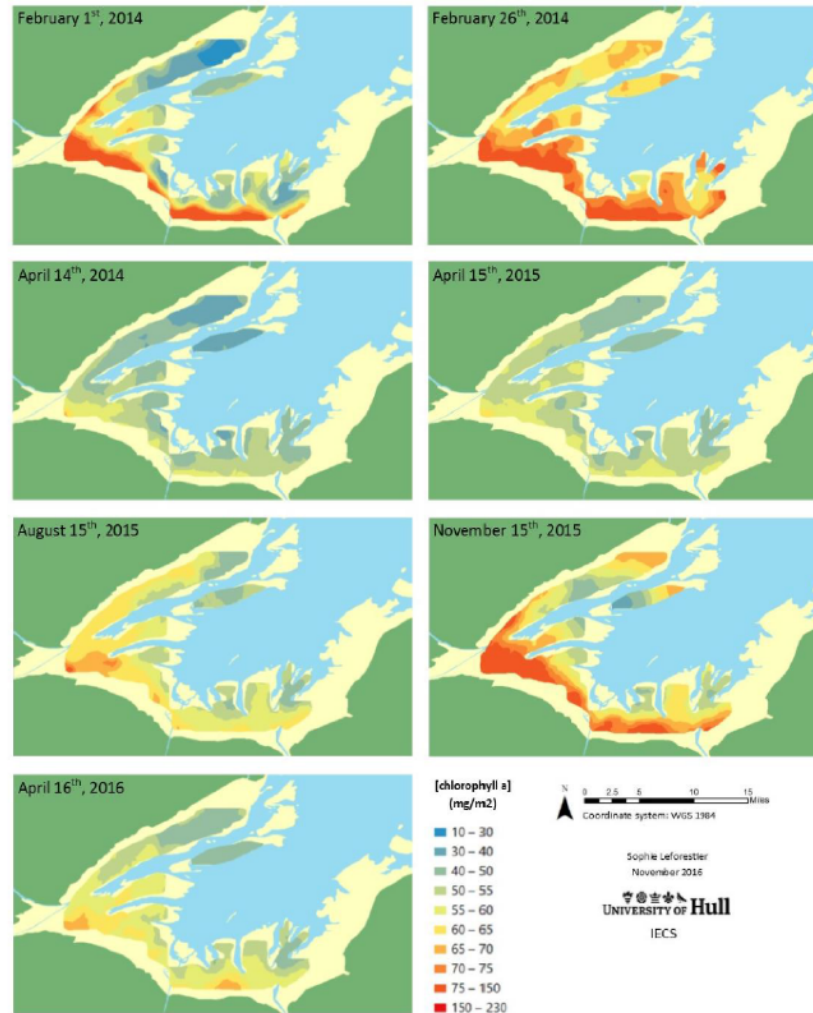 February 1st, 2014
February 26th, 2014
April 14th, 2014
April 15th, 2015
August 15th, 2015
November 15th, 2015
April 16th, 2016
[chlorophyll a]
(mg/m2)
10 – 30
30 – 40
40 – 50
50 – 55
55 – 60
60 – 65
65 – 70
70 – 75
75 – 150
150 – 230
N
0 2.5 5 10 15
Miles
Coordinate system: WGS 1984
Sophie Leforestier
November 2016
UNIVERSITY OF Hull
IECS